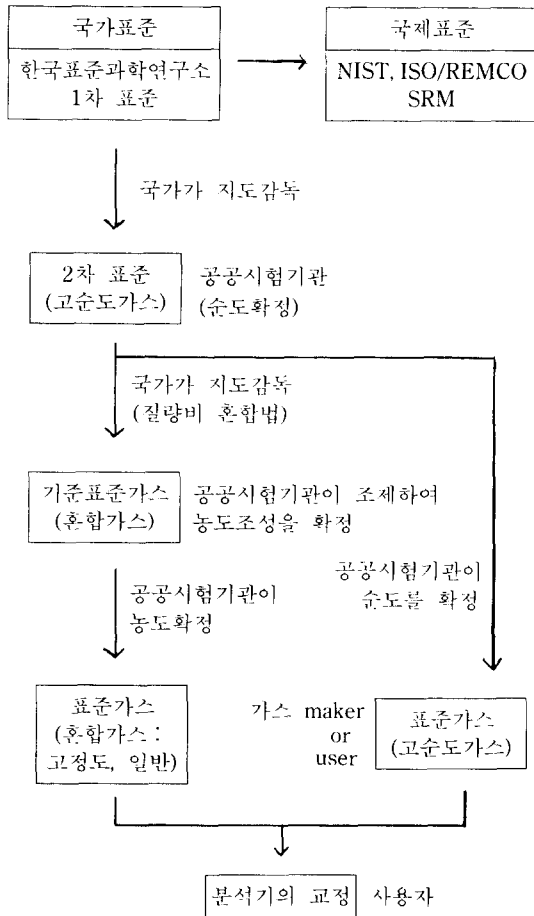 국가표준
한국표준과학연구소
1차 표준
국제표준
NIST, ISO/REMCO
SRM
국가가 지도감독
2차 표준
(고순도가스)
공공시험기관
(순도확정)
국가가 지도감독
(질량비 혼합법)
기준표준가스
(혼합가스)
공공시험기관이 조제하여
농도조성을 확정
공공시험기관이
농도확정
공공시험기관이
순도를 확정
표준가스
(혼합가스 :
고정도, 일반)
가스 maker
or
user
표준가스
(고순도가스)
분석기의 교정 사용자